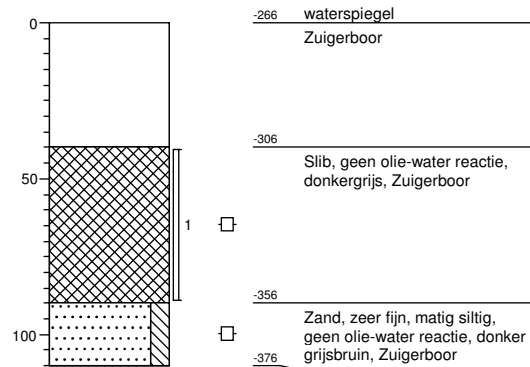 0
50
100
1
-266 waterspiegel
Zuigerboor
-306
Slib, geen olie-water reactie,
donkergrijs, Zuigerboor
-356
Zand, zeer fijn, matig siltig,
geen olie-water reactie, donker
grijsbruin, Zuigerboor
-376